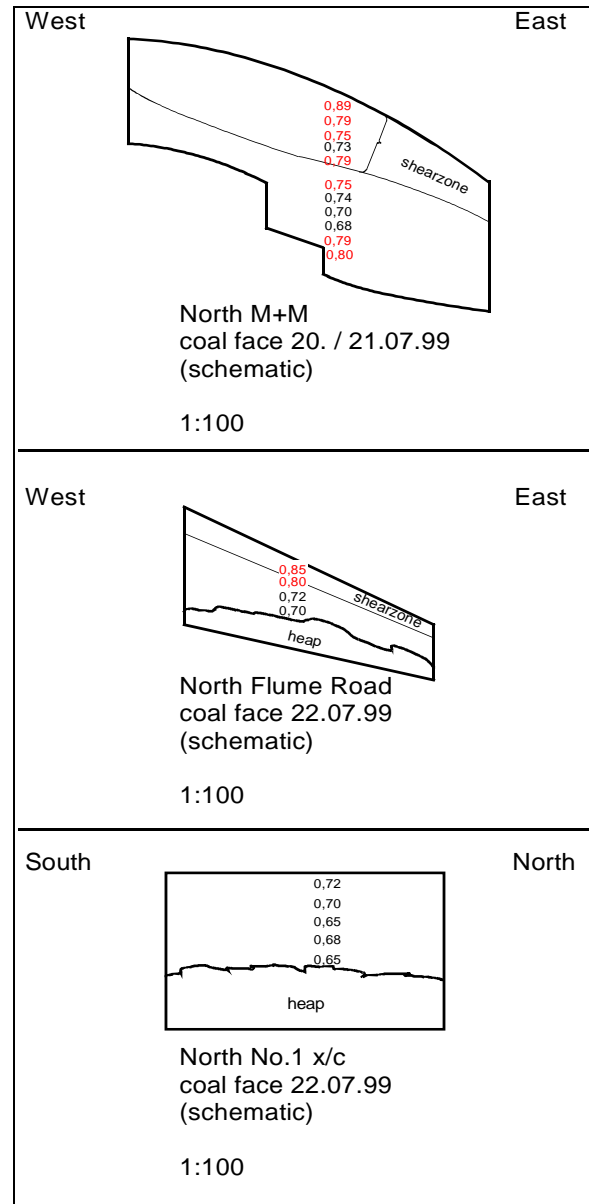 West East
0,89
0,79
0,75
0,73
0,79
shearzone
0,75
0,74
0,70
0,68
0,79
0,80
North M+M
coal face 20. / 21.07.99
(schematic)
1:100
West East
0,85
0,80
0,72
0,70
shearzone
heap
North Flume Road
coal face 22.07.99
(schematic)
1:100
South North
0,72
0,70
0,65
0,68
0,65
heap
North No.1 x/c
coal face 22.07.99
(schematic)
1:100